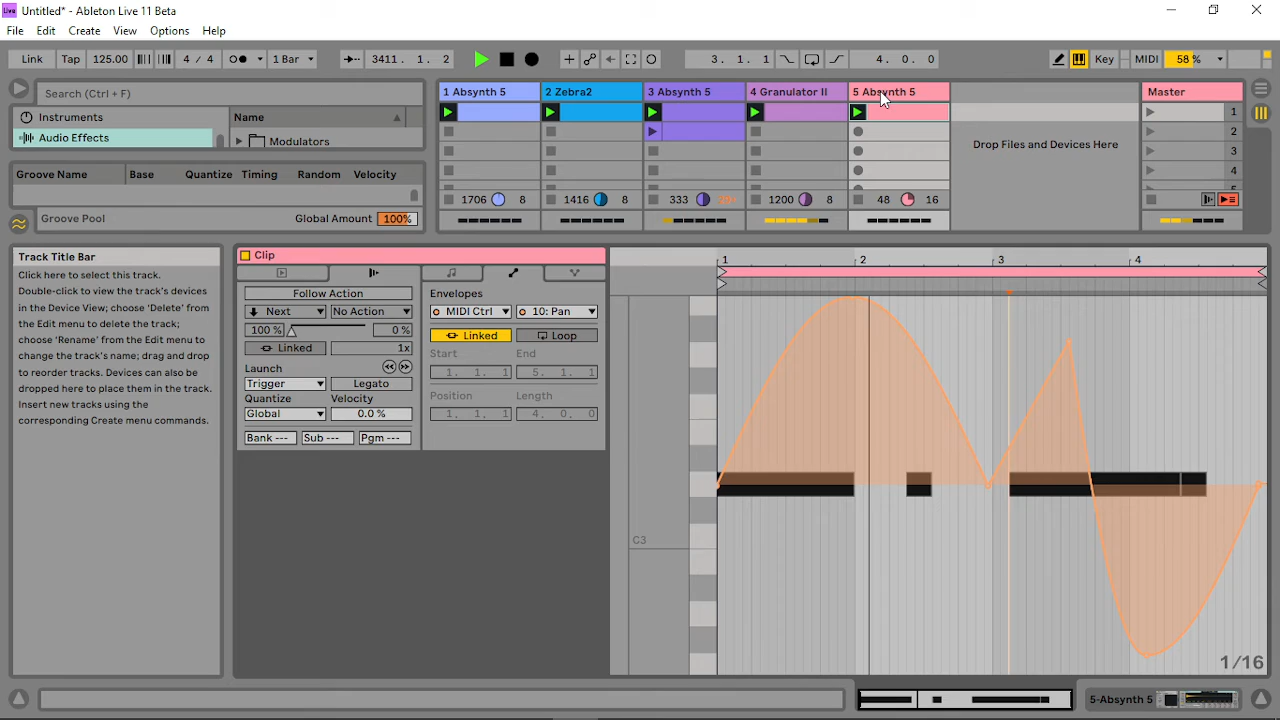 Live Untitled* - Ableton Live 11 Beta
File Edit Create View Options Help
Link Tap 125.00 4 / 4 1 Bar 3411. 1. 2 3. 1. 1 4. 0. 0 Key MIDI 58 %
Search (Ctrl + F)
Instruments
Audio Effects
Name
Modulators
Groove Name Base Quantize Timing Random Velocity
Groove Pool Global Amount 100%
1 Absynth 5 2 Zebra2 3 Absynth 5 4 Granulator II 5 Absynth 5 Master
1
2
Drop Files and Devices Here
3
4
1706 1416 8 333 1200 8 48 16
Track Title Bar
Click here to select this track.
Double-click to view the track's devices
in the Device View; choose 'Delete' from
the Edit menu to delete the track;
choose 'Rename' from the Edit menu to
change the track's name; drag and drop
to reorder tracks. Devices can also be
dropped here to place them in the track.
Insert new tracks using the
corresponding Create menu commands.
Clip
Follow Action
Next No Action
100 % 0 %
Linked 1x
Launch
Trigger Legato
Quantize Velocity
Global 0.0 %
Bank --- Sub --- Pgm ---
Envelopes
MIDI Ctrl 10: Pan
Linked Loop
Start End
1. 1. 1 5. 1. 1
Position Length
1. 1. 1 4. 0. 0
1 2 3 4
C3
1/16
5-Absynth 5